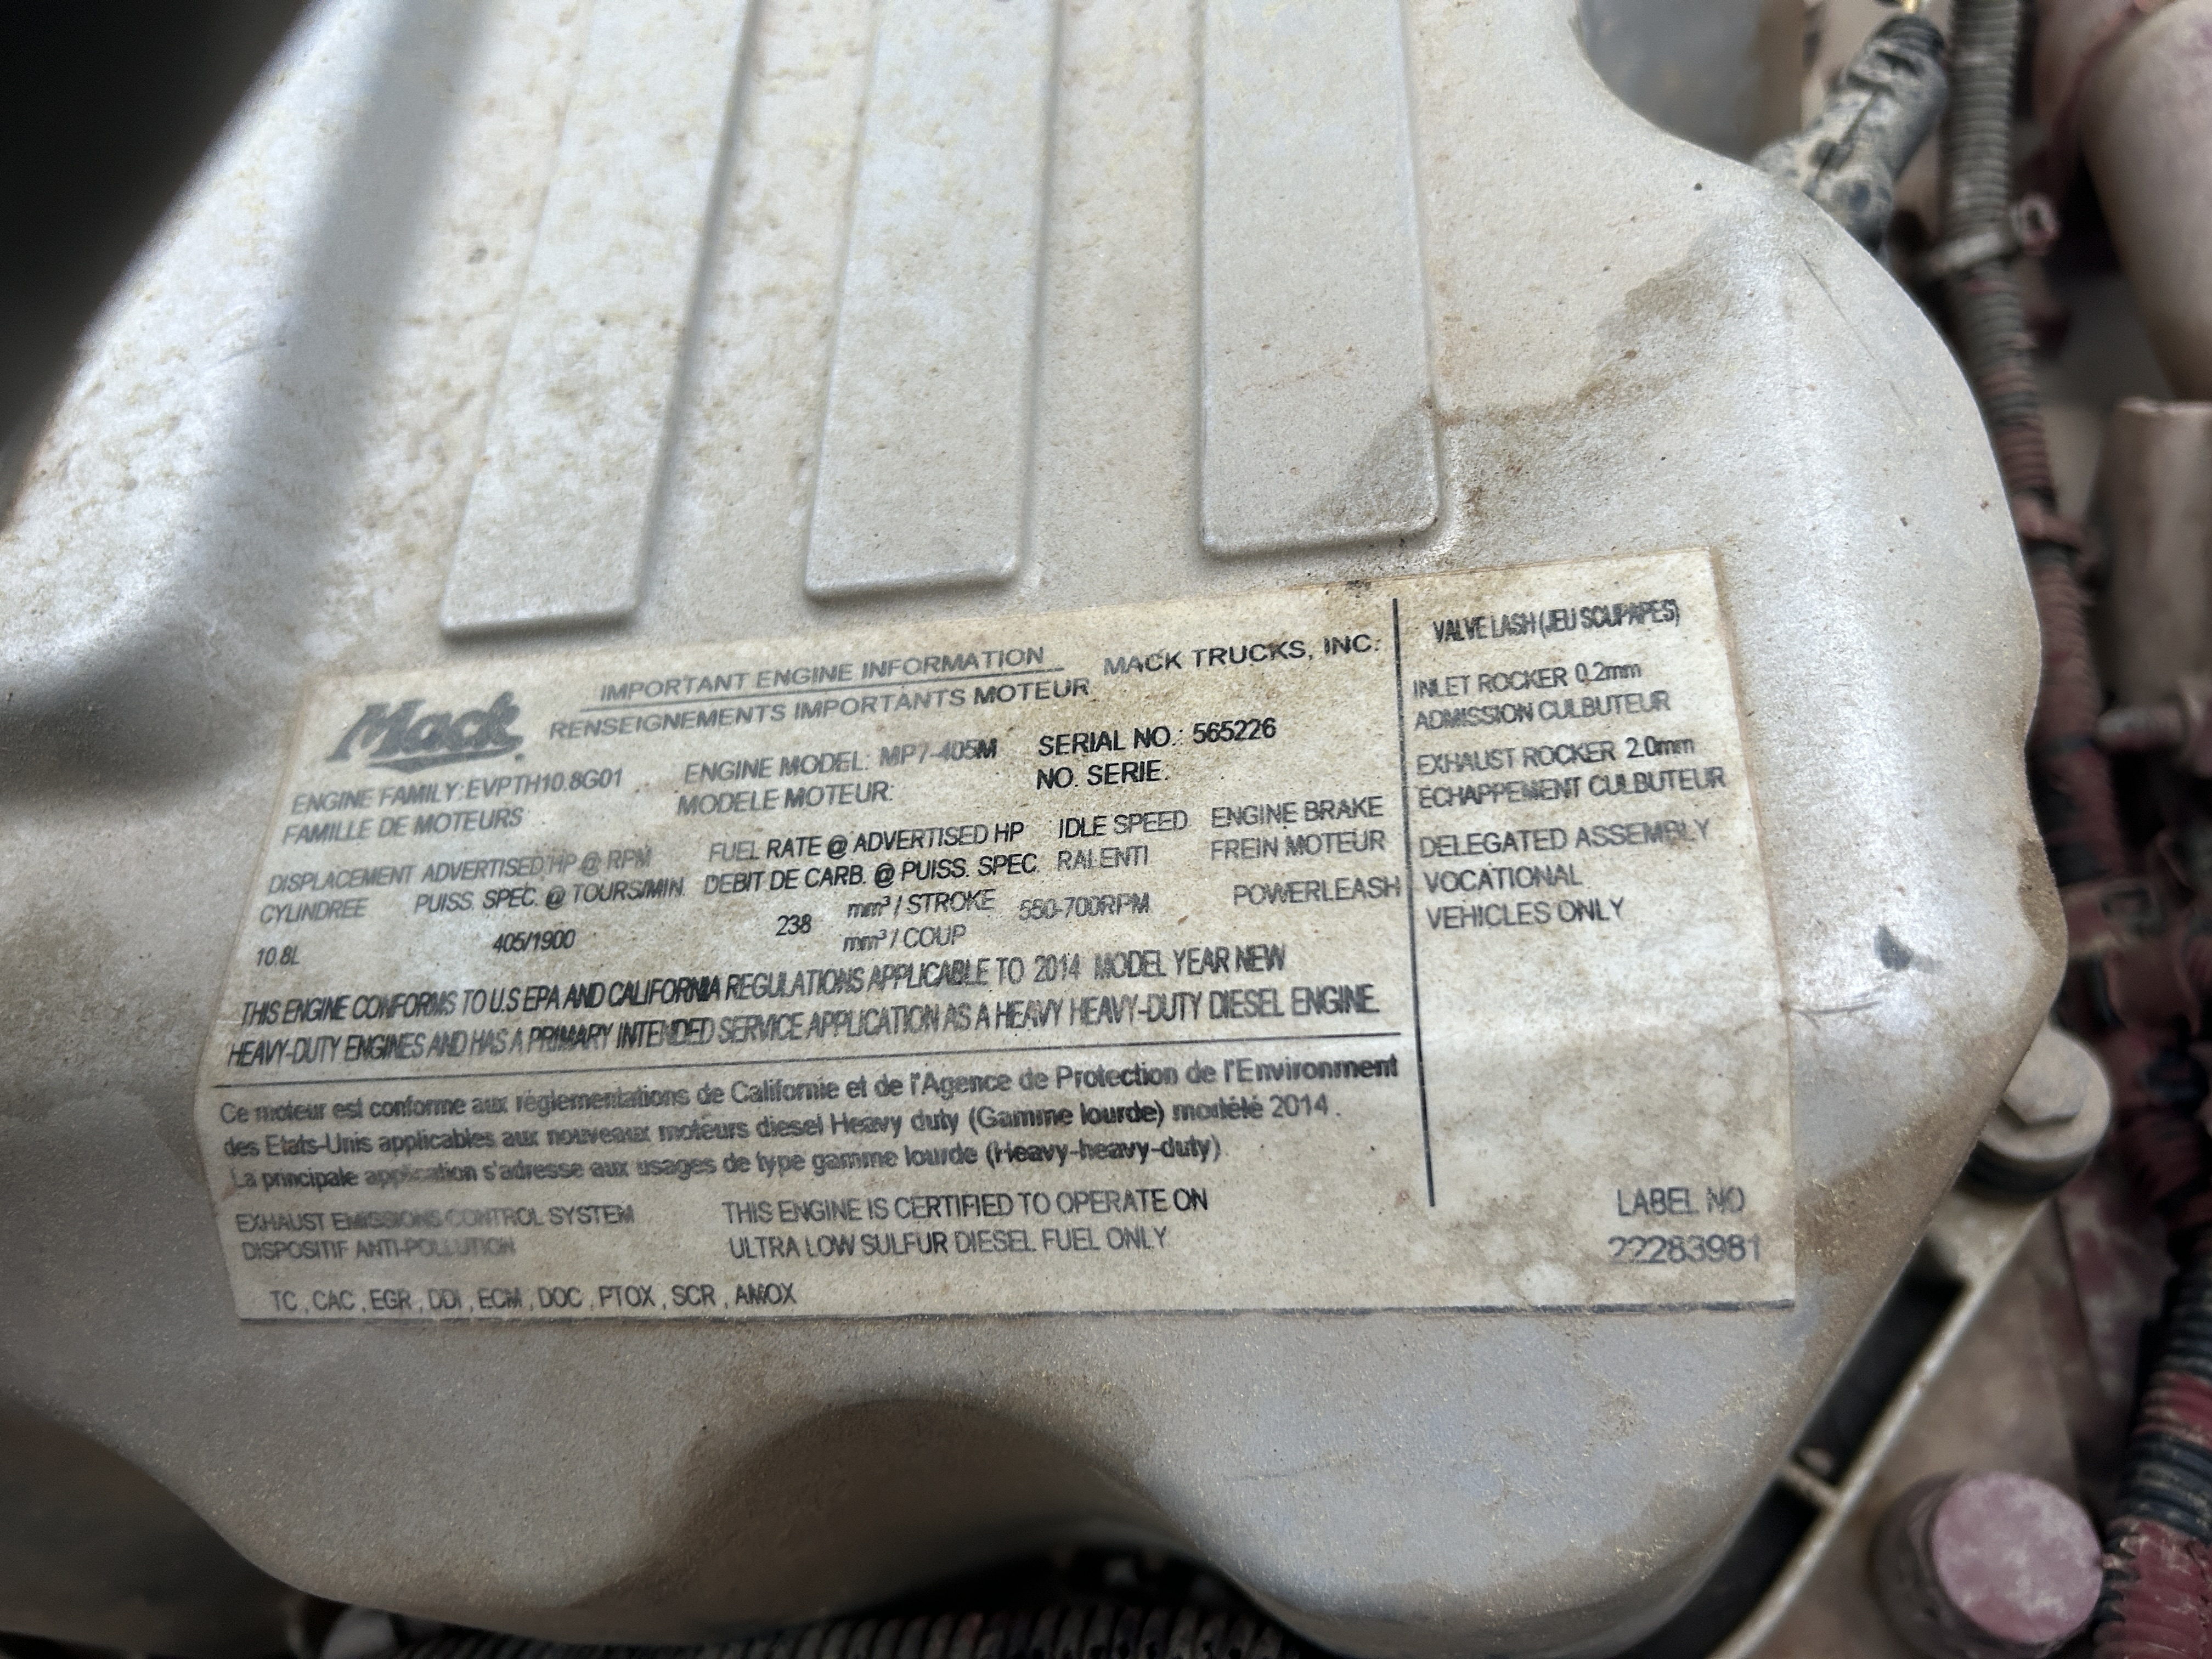 Mack
IMPORTANT ENGINE INFORMATION MACK TRUCKS, INC.
RENSEIGNEMENTS IMPORTANTS MOTEUR
ENGINE FAMILY: EVPTH10.8G01 ENGINE MODEL: MP7-405M SERIAL NO.: 565226
FAMILLE DE MOTEURS MODELE MOTEUR: NO. SERIE.
DISPLACEMENT ADVERTISED HP @ RPM FUEL RATE @ ADVERTISED HP IDLE SPEED ENGINE BRAKE
CYLINDREE PUISS. SPEC. @ TOURS/MIN. DEBIT DE CARB. @ PUISS. SPEC. RALENTI FREIN MOTEUR
10.8L 405/1900 238 mm³ / STROKE POWERLEASH
mm³ / COUP
THIS ENGINE CONFORMS TO U.S EPA AND CALIFORNIA REGULATIONS APPLICABLE TO 2014 MODEL YEAR NEW
HEAVY-DUTY ENGINES AND HAS A PRIMARY INTENDED SERVICE APPLICATION AS A HEAVY HEAVY-DUTY DIESEL ENGINE.
Ce moteur est conforme aux réglementations de Californie et de l'Agence de Protection de l'Environment
des Etats-Unis applicables aux nouveaux moteurs diesel Heavy duty (Gamme lourde) modélé 2014.
La principale application s'adresse aux usages de type gamme lourde (Heavy-heavy-duty)
EXHAUST EMISSIONS CONTROL SYSTEM THIS ENGINE IS CERTIFIED TO OPERATE ON
DISPOSITIF ANTI-POLLUTION ULTRA LOW SULFUR DIESEL FUEL ONLY
TC , CAC , EGR , DDI , ECM , DOC , PTOX , SCR , AMOX
VALVE LASH (JEU SOUPAPES)
INLET ROCKER 0.2mm
ADMISSION CULBUTEUR
EXHAUST ROCKER 2.0mm
ECHAPPEMENT CULBUTEUR
DELEGATED ASSEMBLY
VOCATIONAL
VEHICLES ONLY
LABEL NO
22283981